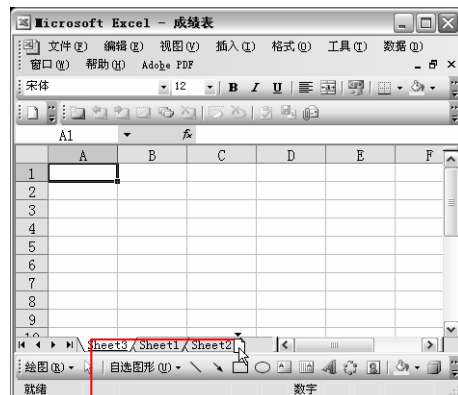 Microsoft Excel - 成绩表
文件(F) 编辑(E) 视图(V) 插入(I) 格式(O) 工具(T) 数据(D)
窗口(W) 帮助(H) Adobe PDF
宋体 12 B I U
A1 fx
A B C D E F
1
2
3
4
5
6
7
8
9
10
Sheet3 Sheet1 Sheet2
绘图(R) 自选图形(U)
就绪 数字